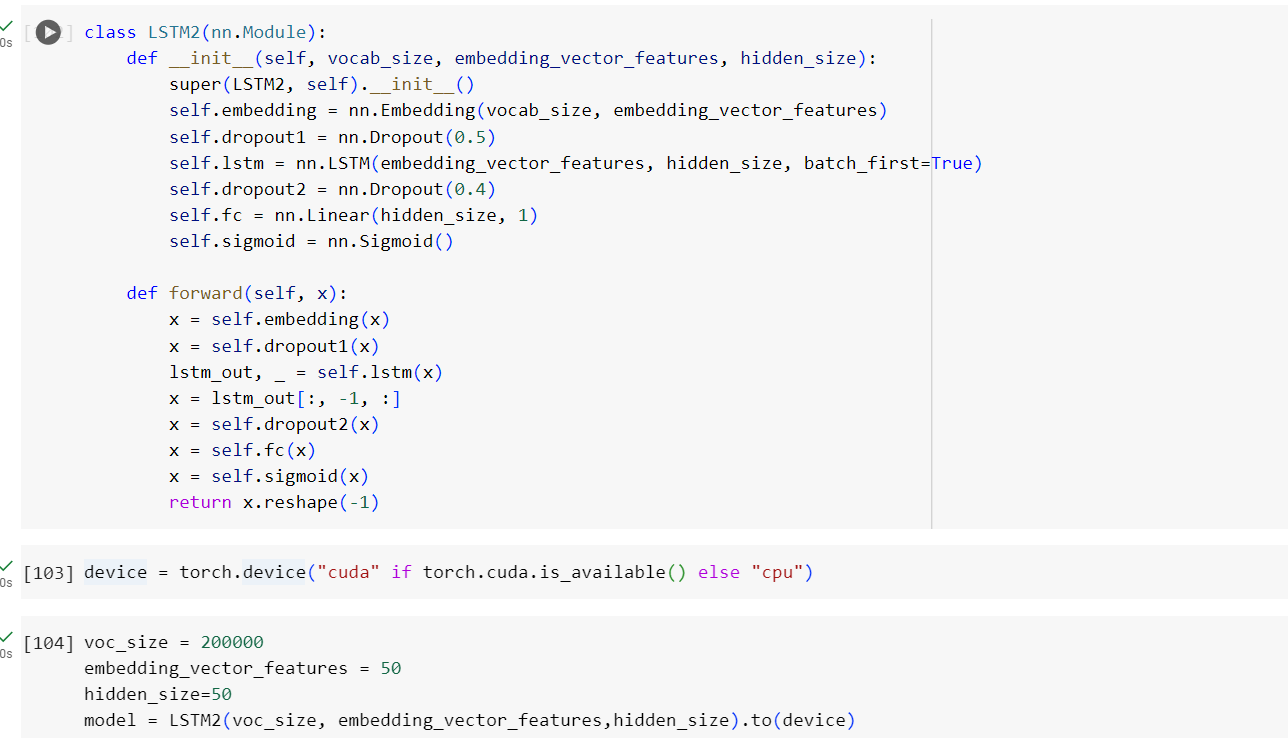 0s
[ ] class LSTM2(nn.Module):
    def __init__(self, vocab_size, embedding_vector_features, hidden_size):
        super(LSTM2, self).__init__()
        self.embedding = nn.Embedding(vocab_size, embedding_vector_features)
        self.dropout1 = nn.Dropout(0.5)
        self.lstm = nn.LSTM(embedding_vector_features, hidden_size, batch_first=True)
        self.dropout2 = nn.Dropout(0.4)
        self.fc = nn.Linear(hidden_size, 1)
        self.sigmoid = nn.Sigmoid()

    def forward(self, x):
        x = self.embedding(x)
        x = self.dropout1(x)
        lstm_out, _ = self.lstm(x)
        x = lstm_out[:, -1, :]
        x = self.dropout2(x)
        x = self.fc(x)
        x = self.sigmoid(x)
        return x.reshape(-1)
0s
[103] device = torch.device("cuda" if torch.cuda.is_available() else "cpu")
0s
[104] voc_size = 200000
embedding_vector_features = 50
hidden_size=50
model = LSTM2(voc_size, embedding_vector_features,hidden_size).to(device)